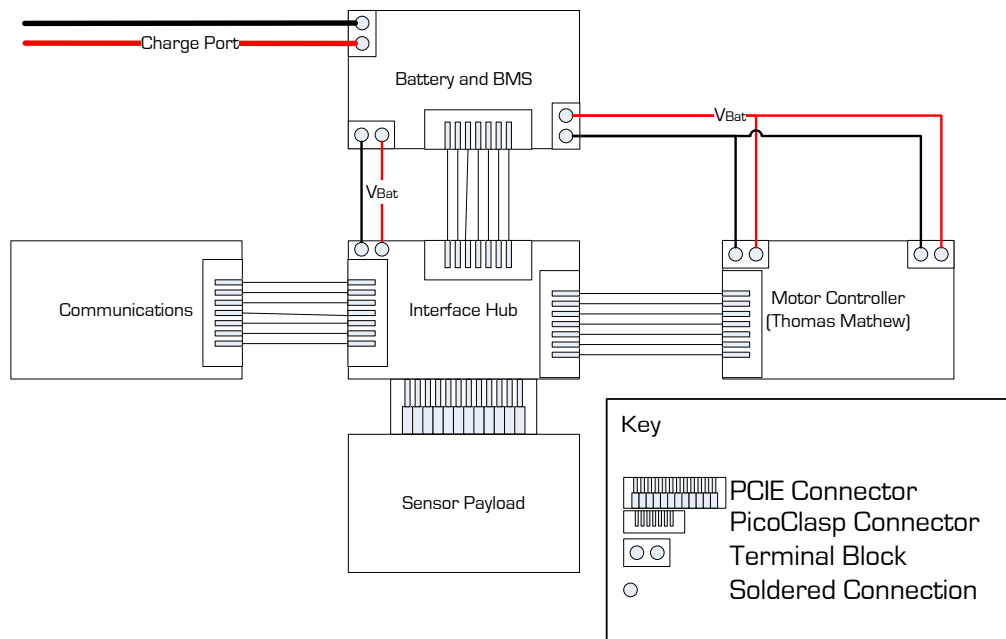 Charge Port
Battery and BMS
VBat
VBat
Communications
Interface Hub
Motor Controller
(Thomas Mathew)
Sensor Payload
Key
PCIE Connector
PicoClasp Connector
Terminal Block
Soldered Connection